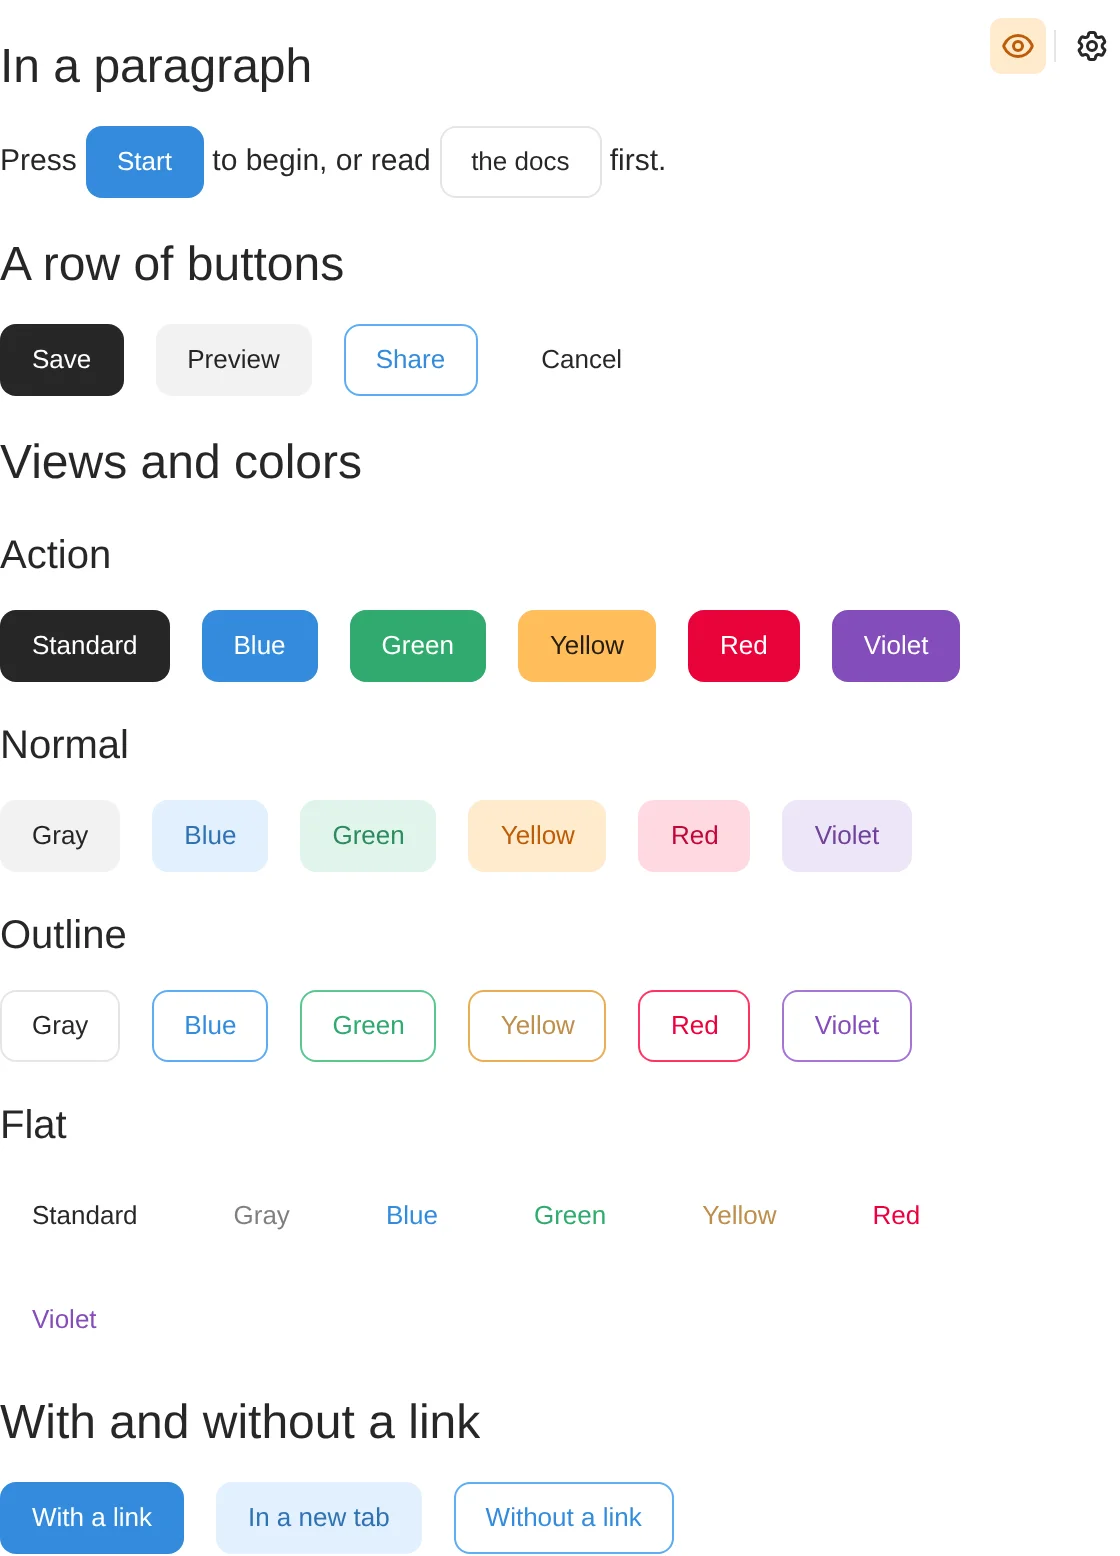 In a paragraph
Press Start to begin, or read the docs first.
A row of buttons
Save Preview Share Cancel
Views and colors
Action
Standard Blue Green Yellow Red Violet
Normal
Gray Blue Green Yellow Red Violet
Outline
Gray Blue Green Yellow Red Violet
Flat
Standard Gray Blue Green Yellow Red
Violet
With and without a link
With a link In a new tab Without a link